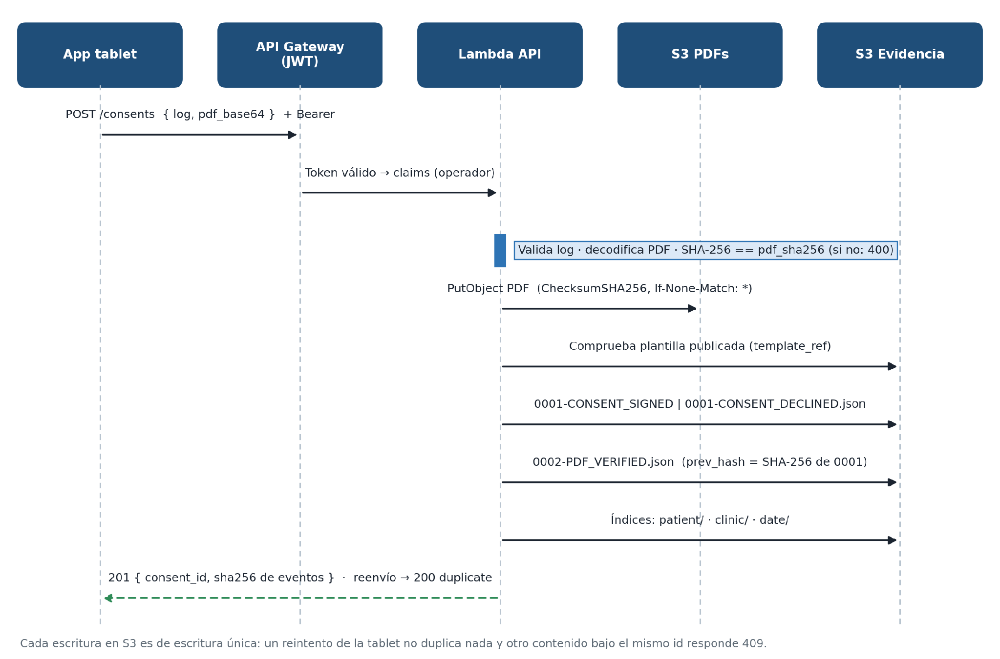 App tablet
API Gateway
(JWT)
Lambda API
S3 PDFs
S3 Evidencia
POST /consents  { log, pdf_base64 }  + Bearer
Token válido → claims (operador)
Valida log · decodifica PDF · SHA-256 == pdf_sha256 (si no: 400)
PutObject PDF  (ChecksumSHA256, If-None-Match: *)
Comprueba plantilla publicada (template_ref)
0001-CONSENT_SIGNED | 0001-CONSENT_DECLINED.json
0002-PDF_VERIFIED.json  (prev_hash = SHA-256 de 0001)
Índices: patient/ · clinic/ · date/
201 { consent_id, sha256 de eventos }  ·  reenvío → 200 duplicate
Cada escritura en S3 es de escritura única: un reintento de la tablet no duplica nada y otro contenido bajo el mismo id responde 409.